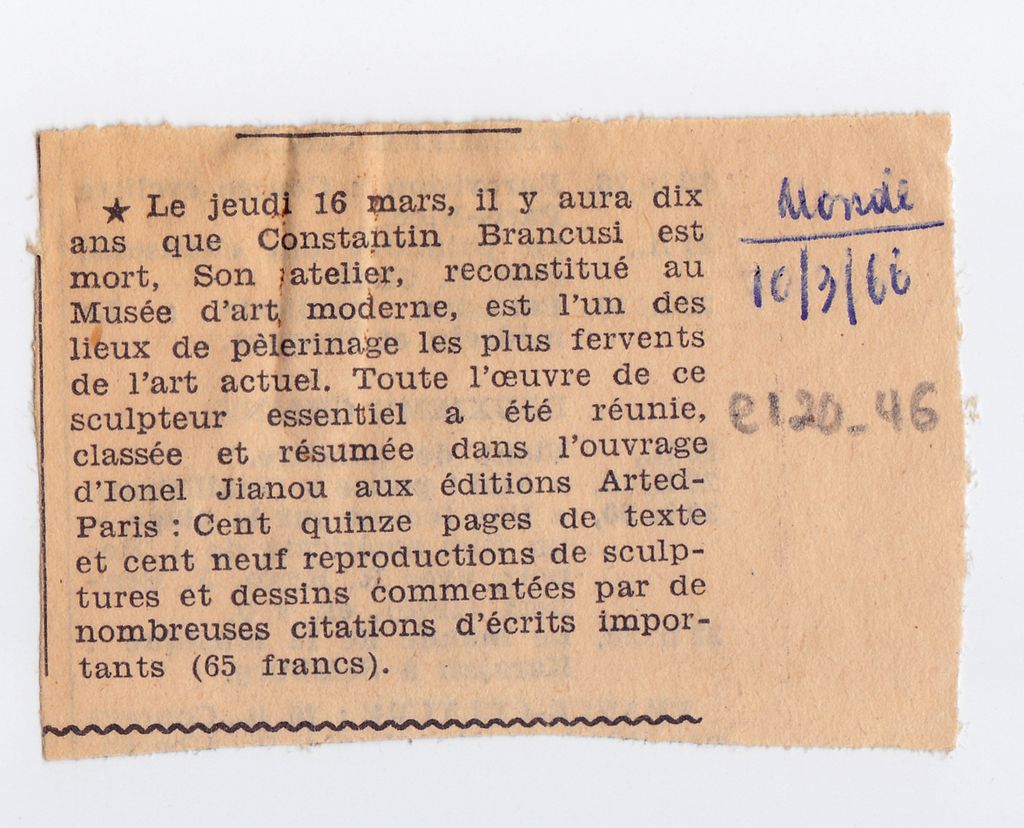 ★ Le jeudi 16 mars, il y aura dix
ans que Constantin Brancusi est
mort, Son atelier, reconstitué au
Musée d'art moderne, est l'un des
lieux de pèlerinage les plus fervents
de l'art actuel. Toute l'œuvre de ce
sculpteur essentiel a été réunie,
classée et résumée dans l'ouvrage
d'Ionel Jianou aux éditions Arted-
Paris : Cent quinze pages de texte
et cent neuf reproductions de sculp-
tures et dessins commentées par de
nombreuses citations d'écrits impor-
tants (65 francs).
Monde
10/3/66
e120_46